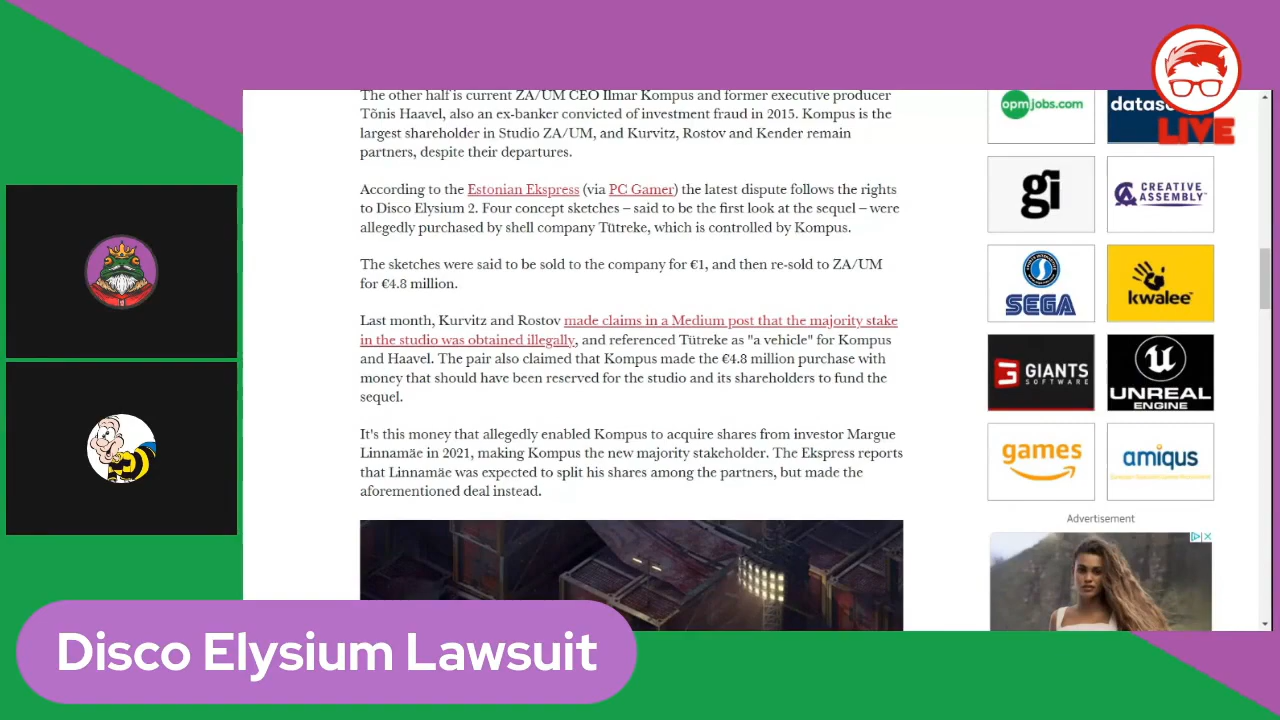 The other half is current ZA/UM CEO Ilmar Kompus and former executive producer
Tõnis Haavel, also an ex-banker convicted of investment fraud in 2015. Kompus is the
largest shareholder in Studio ZA/UM, and Kurvitz, Rostov and Kender remain
partners, despite their departures.
According to the Estonian Ekspress (via PC Gamer) the latest dispute follows the rights
to Disco Elysium 2. Four concept sketches – said to be the first look at the sequel – were
allegedly purchased by shell company Tütreke, which is controlled by Kompus.
The sketches were said to be sold to the company for €1, and then re-sold to ZA/UM
for €4.8 million.
Last month, Kurvitz and Rostov made claims in a Medium post that the majority stake
in the studio was obtained illegally, and referenced Tütreke as "a vehicle" for Kompus
and Haavel. The pair also claimed that Kompus made the €4.8 million purchase with
money that should have been reserved for the studio and its shareholders to fund the
sequel.
It's this money that allegedly enabled Kompus to acquire shares from investor Margue
Linnamäe in 2021, making Kompus the new majority stakeholder. The Ekspress reports
that Linnamäe was expected to split his shares among the partners, but made the
aforementioned deal instead.
opmjobs.com
LIVE
gi
CREATIVE
ASSEMBLY
SEGA
kwalee
GIANTS
SOFTWARE
UNREAL
ENGINE
games
amiqus
Advertisement
Disco Elysium Lawsuit